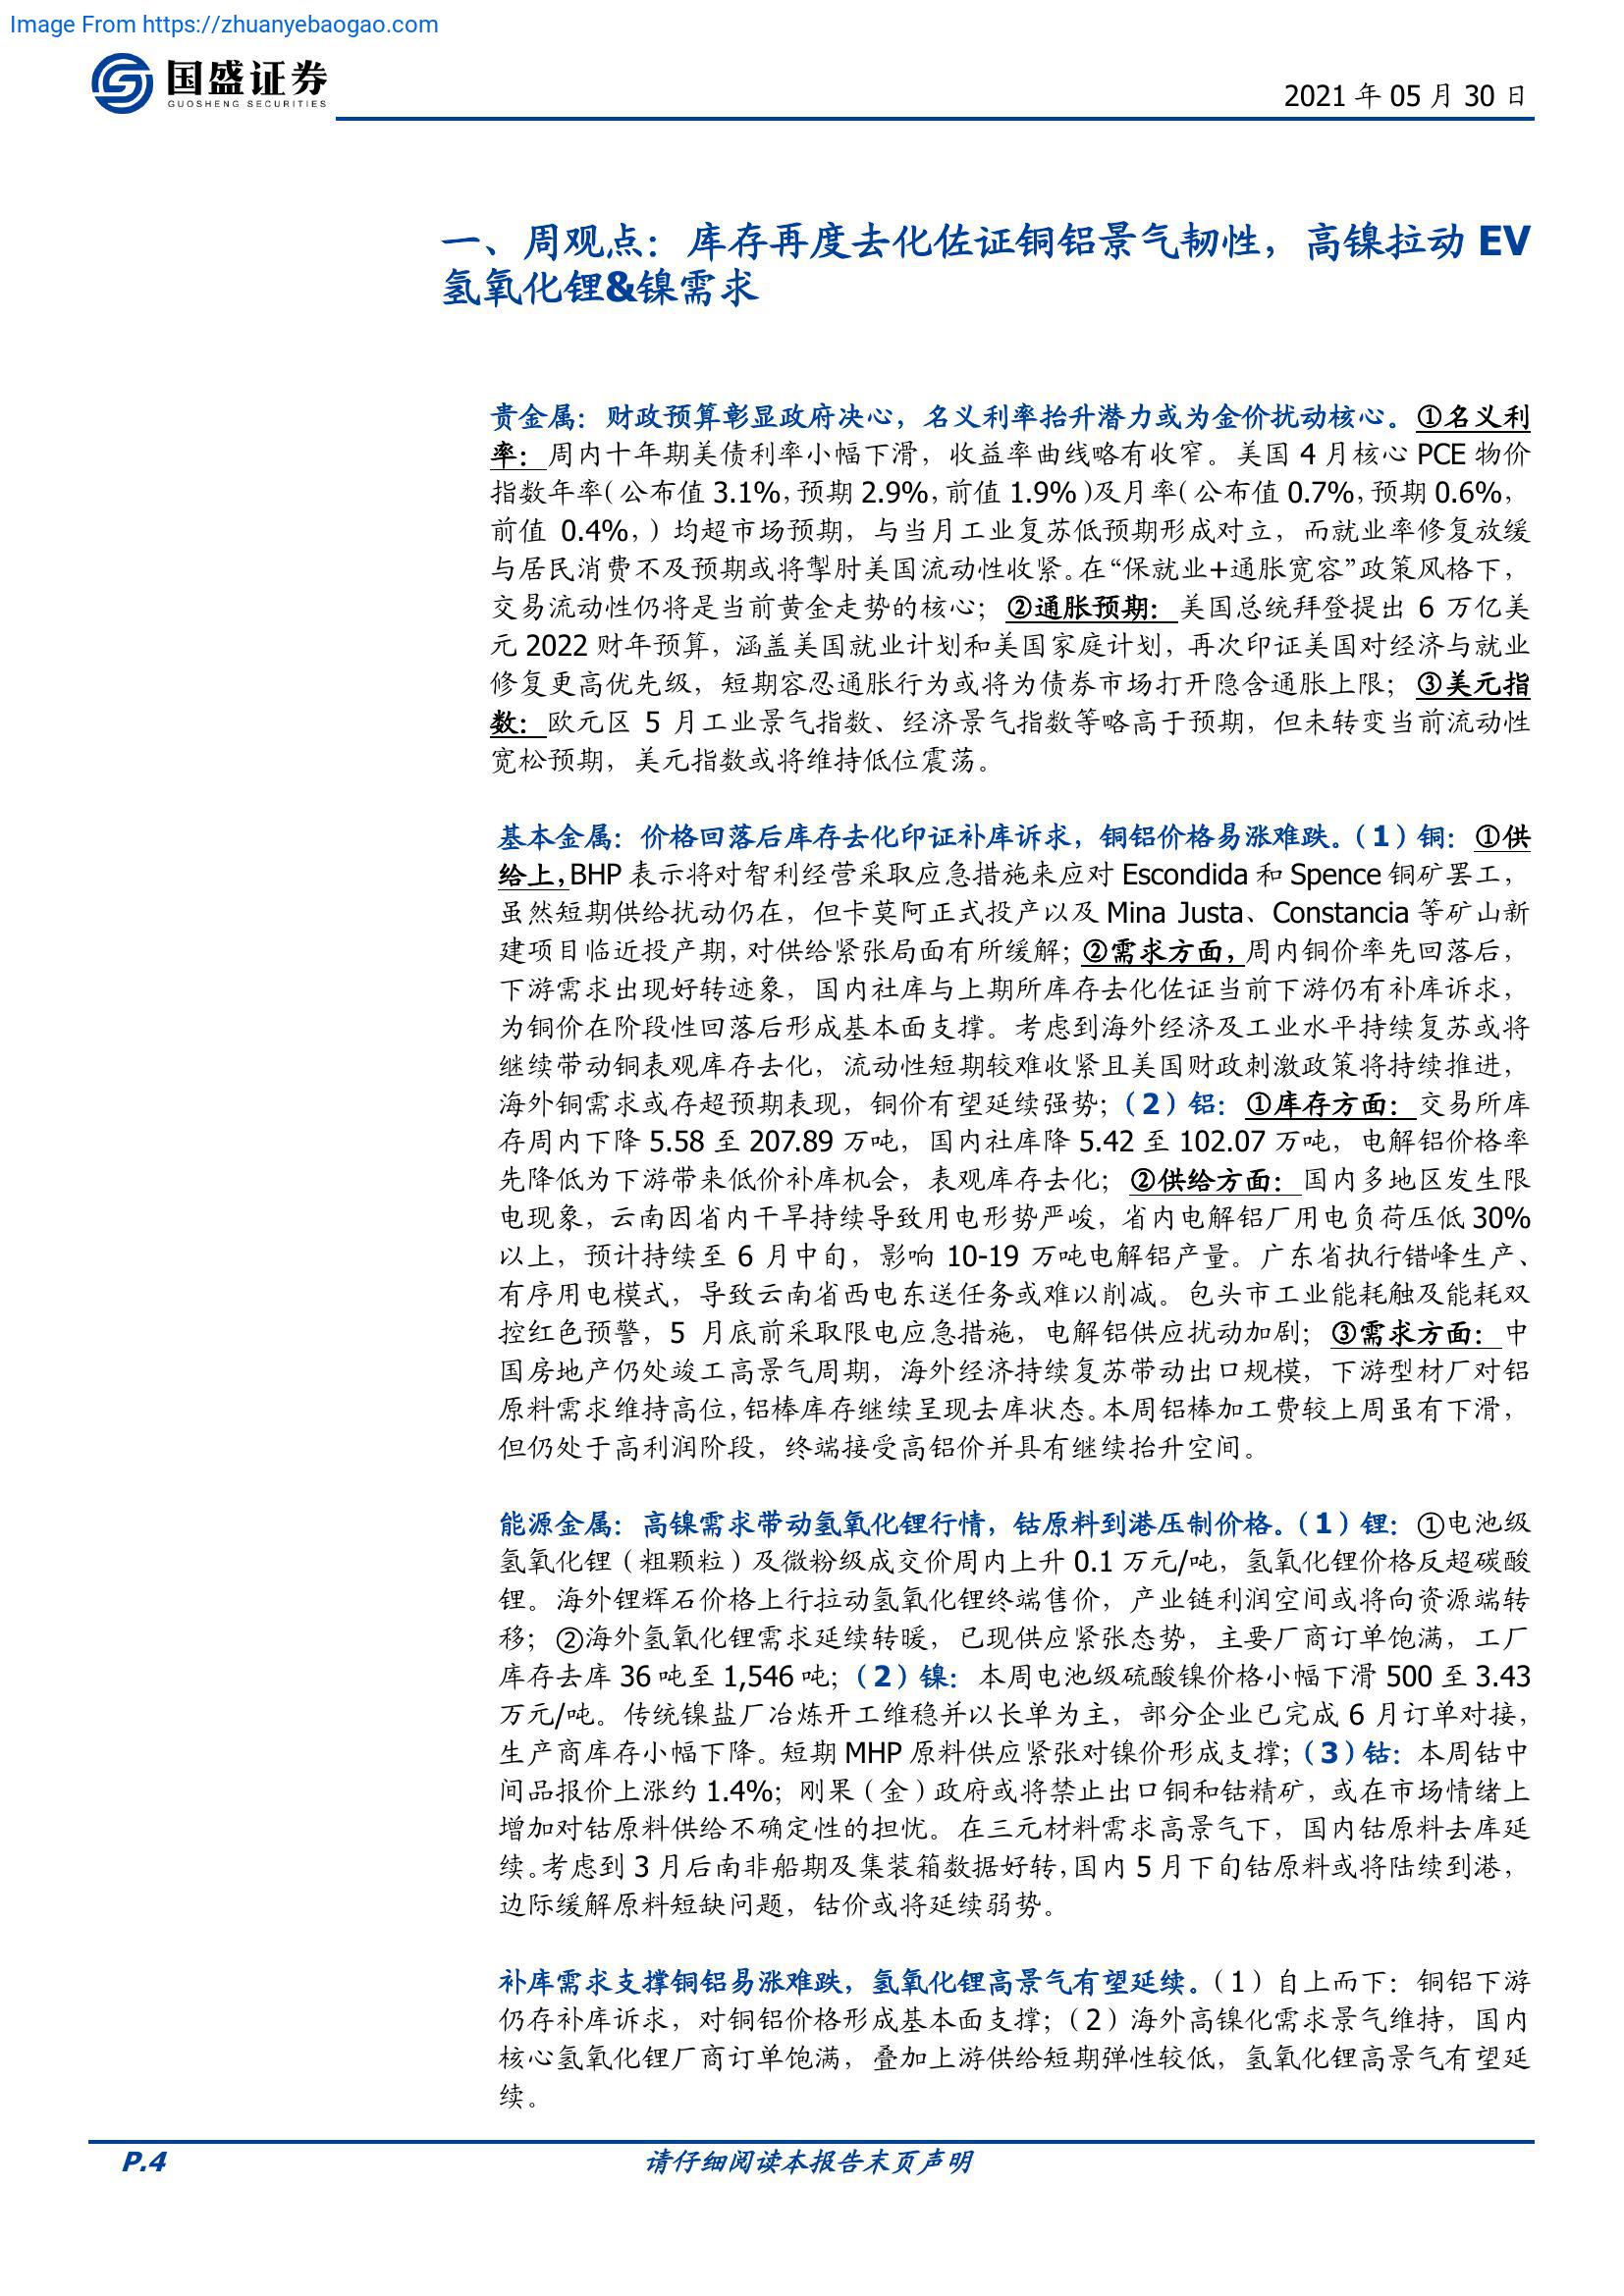 Image From https://zhuanyebaogao.com
国盛证券
GUOSHENG SECURITIES
2021 年 05 月 30 日
一、周观点：库存再度去化佐证铜铝景气韧性，高镍拉动 EV
氢氧化锂&镍需求
贵金属：财政预算彰显政府决心，名义利率抬升潜力或为金价扰动核心。①名义利
率：周内十年期美债利率小幅下滑，收益率曲线略有收窄。美国 4 月核心 PCE 物价
指数年率（公布值 3.1%，预期 2.9%，前值 1.9%）及月率（公布值 0.7%，预期 0.6%，
前值 0.4%，）均超市场预期，与当月工业复苏低预期形成对立，而就业率修复放缓
与居民消费不及预期或将掣肘美国流动性收紧。在“保就业+通胀宽容”政策风格下，
交易流动性仍将是当前黄金走势的核心；②通胀预期：美国总统拜登提出 6 万亿美
元 2022 财年预算，涵盖美国就业计划和美国家庭计划，再次印证美国对经济与就业
修复更高优先级，短期容忍通胀行为或将为债券市场打开隐含通胀上限；③美元指
数：欧元区 5 月工业景气指数、经济景气指数等略高于预期，但未转变当前流动性
宽松预期，美元指数或将维持低位震荡。
基本金属：价格回落后库存去化印证补库诉求，铜铝价格易涨难跌。（1）铜：①供
给上，BHP 表示将对智利经营采取应急措施来应对 Escondida 和 Spence 铜矿罢工，
虽然短期供给扰动仍在，但卡莫阿正式投产以及 Mina Justa、Constancia 等矿山新
建项目临近投产期，对供给紧张局面有所缓解；②需求方面，周内铜价率先回落后，
下游需求出现好转迹象，国内社库与上期所库存去化佐证当前下游仍有补库诉求，
为铜价在阶段性回落后形成基本面支撑。考虑到海外经济及工业水平持续复苏或将
继续带动铜表观库存去化，流动性短期较难收紧且美国财政刺激政策将持续推进，
海外铜需求或存超预期表现，铜价有望延续强势；（2）铝：①库存方面：交易所库
存周内下降 5.58 至 207.89 万吨，国内社库降 5.42 至 102.07 万吨，电解铝价格率
先降低为下游带来低价补库机会，表观库存去化；②供给方面：国内多地区发生限
电现象，云南因省内干旱持续导致用电形势严峻，省内电解铝厂用电负荷压低 30%
以上，预计持续至 6 月中旬，影响 10-19 万吨电解铝产量。广东省执行错峰生产、
有序用电模式，导致云南省西电东送任务或难以削减。包头市工业能耗触及能耗双
控红色预警，5 月底前采取限电应急措施，电解铝供应扰动加剧；③需求方面：中
国房地产仍处竣工高景气周期，海外经济持续复苏带动出口规模，下游型材厂对铝
原料需求维持高位，铝棒库存继续呈现去库状态。本周铝棒加工费较上周虽有下滑，
但仍处于高利润阶段，终端接受高铝价并具有继续抬升空间。
能源金属：高镍需求带动氢氧化锂行情，钴原料到港压制价格。（1）锂：①电池级
氢氧化锂（粗颗粒）及微粉级成交价周内上升 0.1 万元/吨，氢氧化锂价格反超碳酸
锂。海外锂辉石价格上行拉动氢氧化锂终端售价，产业链利润空间或将向资源端转
移；②海外氢氧化锂需求延续转暖，已现供应紧张态势，主要厂商订单饱满，工厂
库存去库 36 吨至 1,546 吨；（2）镍：本周电池级硫酸镍价格小幅下滑 500 至 3.43
万元/吨。传统镍盐厂冶炼开工维稳并以长单为主，部分企业已完成 6 月订单对接，
生产商库存小幅下降。短期 MHP 原料供应紧张对镍价形成支撑；（3）钴：本周钴中
间品报价上涨约 1.4%；刚果（金）政府或将禁止出口铜和钴精矿，或在市场情绪上
增加对钴原料供给不确定性的担忧。在三元材料需求高景气下，国内钴原料去库延
续。考虑到 3 月后南非船期及集装箱数据好转，国内 5 月下旬钴原料或将陆续到港，
边际缓解原料短缺问题，钴价或将延续弱势。
补库需求支撑铜铝易涨难跌，氢氧化锂高景气有望延续。（1）自上而下：铜铝下游
仍存补库诉求，对铜铝价格形成基本面支撑；（2）海外高镍化需求景气维持，国内
核心氢氧化锂厂商订单饱满，叠加上游供给短期弹性较低，氢氧化锂高景气有望延
续。
P.4
请仔细阅读本报告末页声明